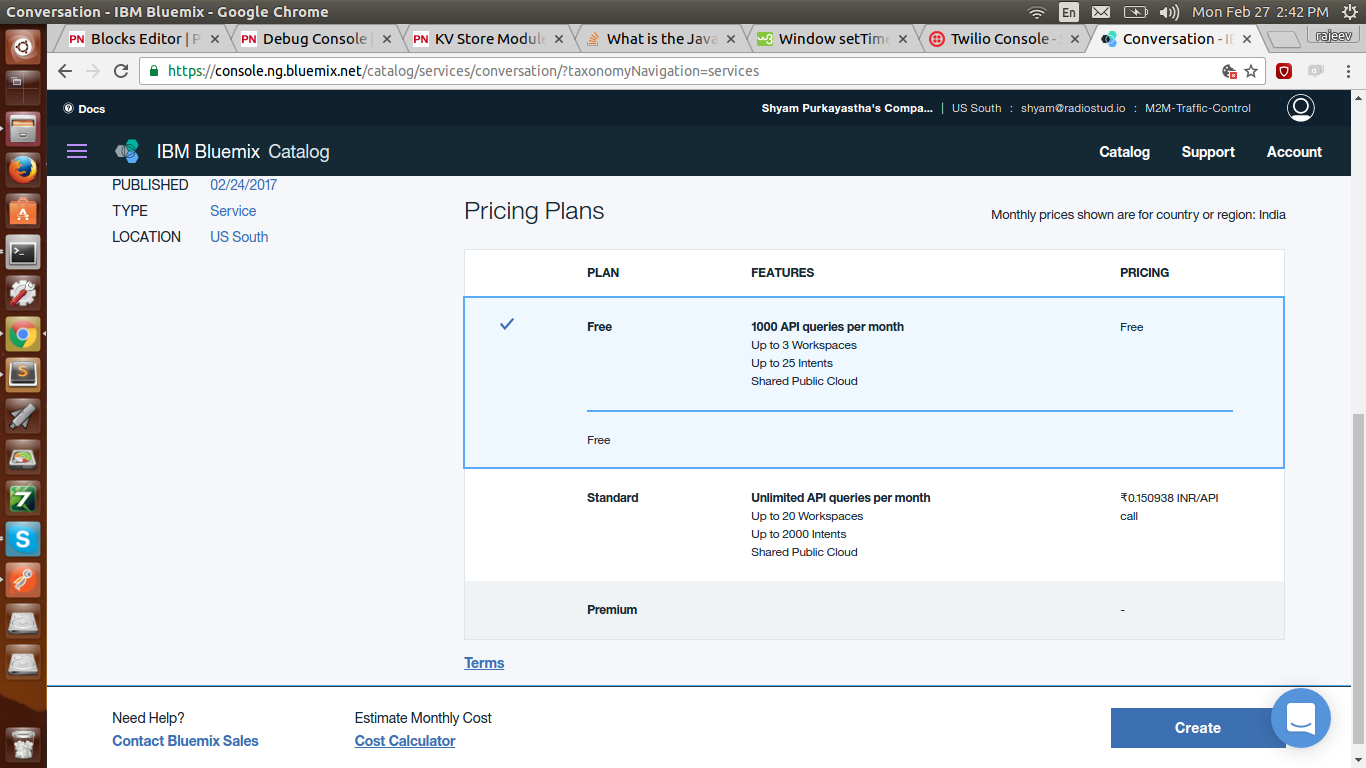 Conversation - IBM Bluemix - Google Chrome
En
Mon Feb 27 2:42 PM
PN Blocks Editor | P
PN Debug Console |
PN KV Store Module
What is the Java
w3 Window setTime
Twilio Console -
Conversation - I
rajeev
https://console.ng.bluemix.net/catalog/services/conversation/?taxonomyNavigation=services
Docs
Shyam Purkayastha's Compa... | US South : shyam@radiostud.io : M2M-Traffic-Control
IBM Bluemix Catalog
Catalog Support Account
PUBLISHED 02/24/2017
TYPE Service
LOCATION US South
Pricing Plans
Monthly prices shown are for country or region: India
PLAN FEATURES PRICING
Free 1000 API queries per month Free
Up to 3 Workspaces
Up to 25 Intents
Shared Public Cloud
Free
Standard Unlimited API queries per month ₹0.150938 INR/API
Up to 20 Workspaces call
Up to 2000 Intents
Shared Public Cloud
Premium -
Terms
Need Help? Estimate Monthly Cost
Contact Bluemix Sales Cost Calculator
Create